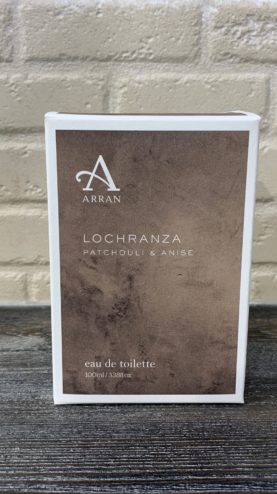 A
ARRAN
LOCHRANZA
PATCHOULI & ANISE
eau de toilette
100ml / 3.38fl oz